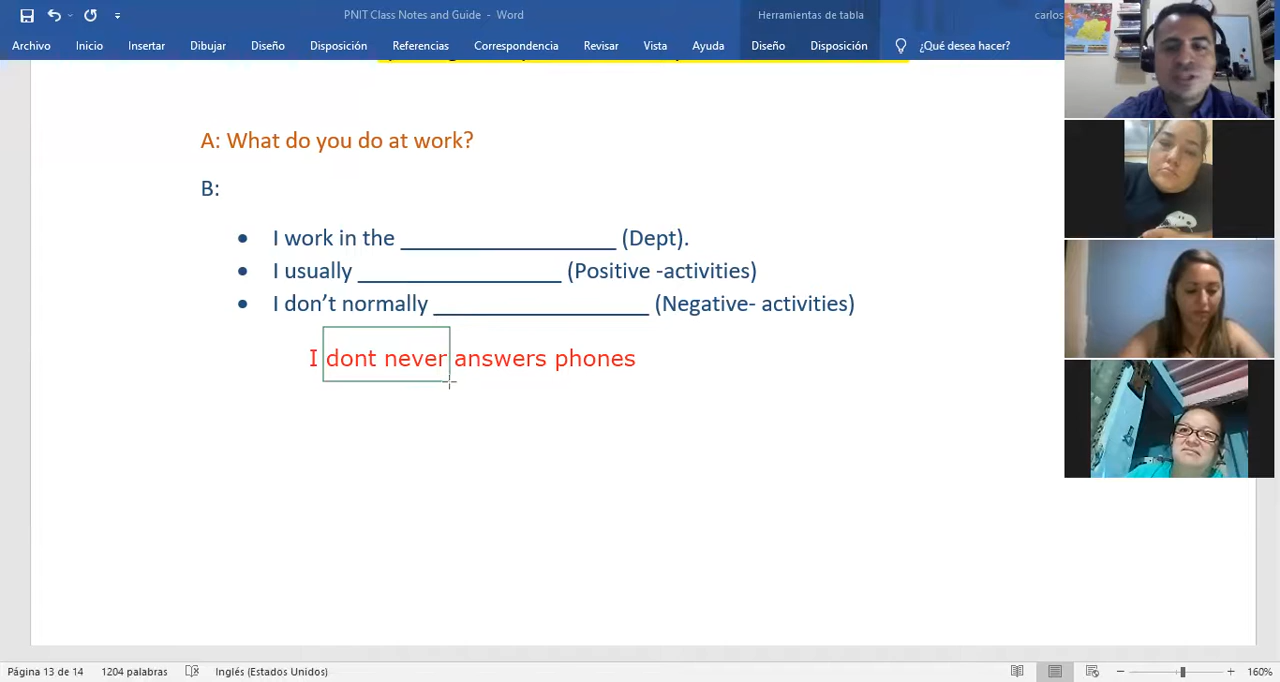 PNIT Class Notes and Guide - Word
Herramientas de tabla
carlos
Archivo Inicio Insertar Dibujar Diseño Disposición Referencias Correspondencia Revisar Vista Ayuda Diseño Disposición ¿Qué desea hacer?
A: What do you do at work?
B:
• I work in the ____________________ (Dept).
• I usually ___________________ (Positive -activities)
• I don’t normally ____________________ (Negative- activities)
I dont never answers phones
Página 13 de 14 1204 palabras Inglés (Estados Unidos) 160%